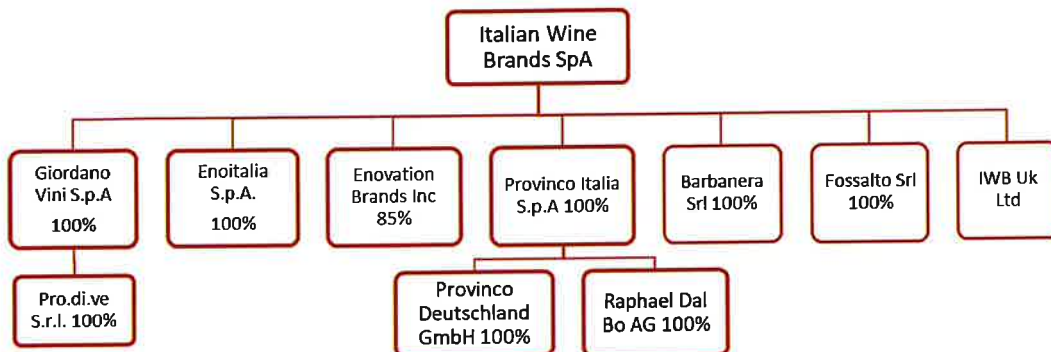 Italian Wine
Brands SpA
Giordano
Vini S.p.A
100%
Enoitalia
S.p.A.
100%
Enovation
Brands Inc
85%
Provinco Italia
S.p.A 100%
Barbanera
Srl 100%
Fossalto Srl
100%
IWB Uk
Ltd
Pro.di.ve
S.r.l. 100%
Provinco
Deutschland
GmbH 100%
Raphael Dal
Bo AG 100%